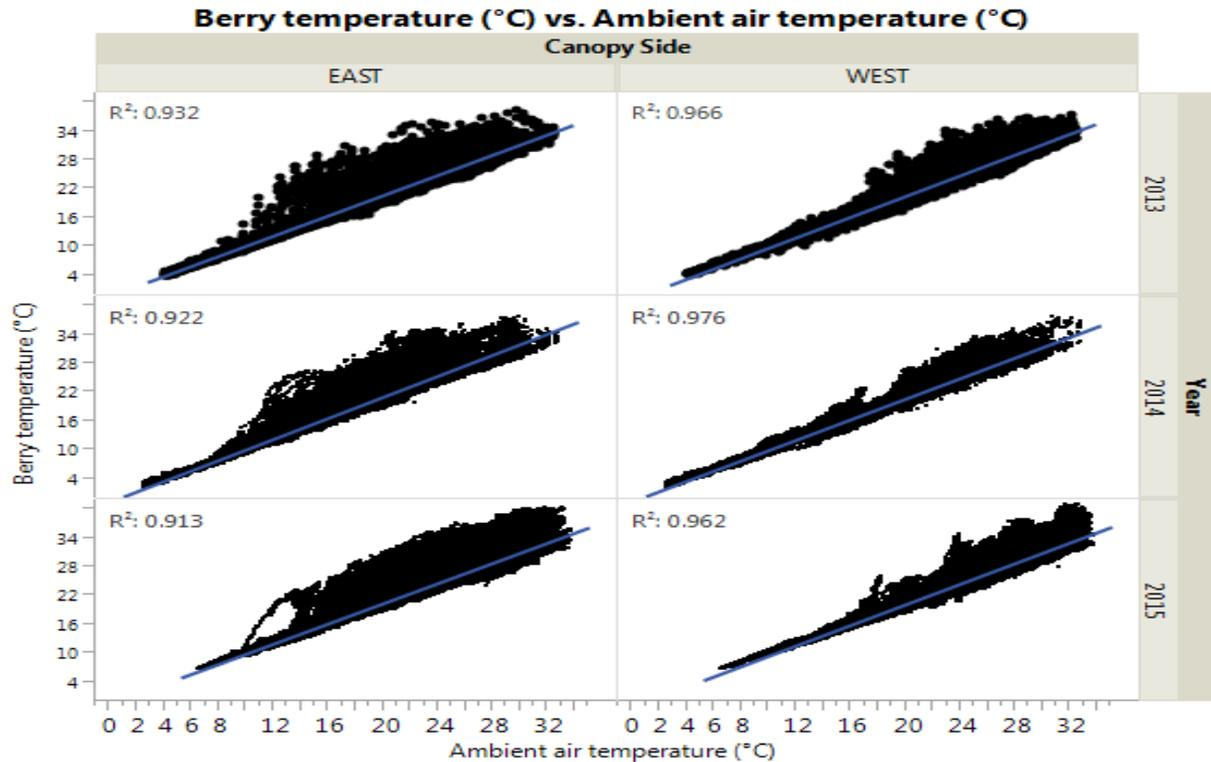 Berry temperature (°C) vs. Ambient air temperature (°C)
Canopy Side
EAST WEST
R²: 0.932 R²: 0.966
34
28
22
16
10
4
2013
R²: 0.922 R²: 0.976
34
28
22
16
10
4
2014
Year
Berry temperature (°C)
R²: 0.913 R²: 0.962
34
28
22
16
10
4
2015
0 2 4 6 8 12 16 20 24 28 32 0 2 4 6 8 12 16 20 24 28 32
Ambient air temperature (°C)